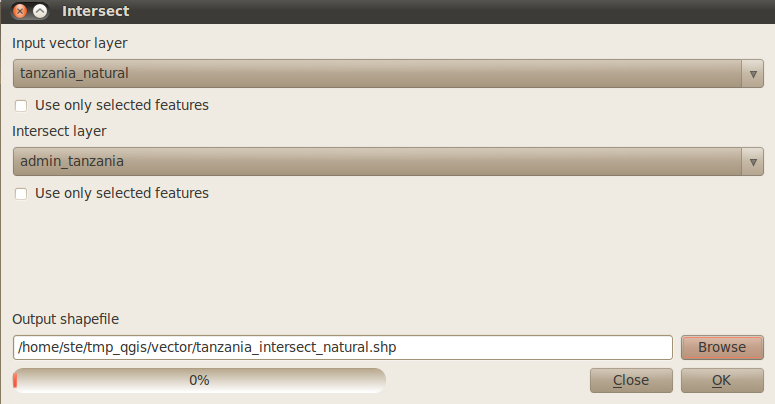 Intersect
Input vector layer
tanzania_natural
Use only selected features
Intersect layer
admin_tanzania
Use only selected features
Output shapefile
/home/ste/tmp_qgis/vector/tanzania_intersect_natural.shp
Browse
0%
Close
OK